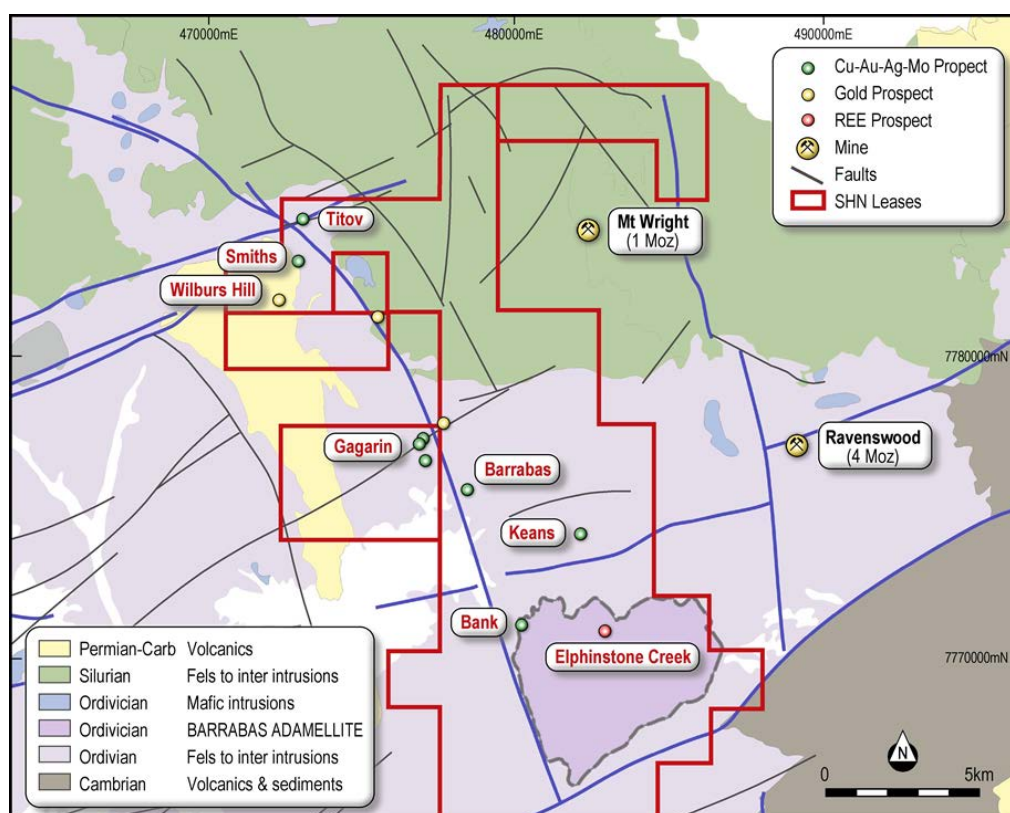 470000mE
480000mE
490000mE
Cu-Au-Ag-Mo Propect
Gold Prospect
REE Prospect
Mine
Faults
SHN Leases
Titov
Mt Wright
(1 Moz)
Smiths
Wilburs Hill
7780000mN
Gagarin
Ravenswood
(4 Moz)
Barrabas
Keans
Bank
Elphinstone Creek
7770000mN
Permian-Carb Volcanics
Silurian Fels to inter intrusions
Ordivician Mafic intrusions
Ordivician BARRABAS ADAMELLITE
Ordivian Fels to inter intrusions
Cambrian Volcanics & sediments
N
0 5km